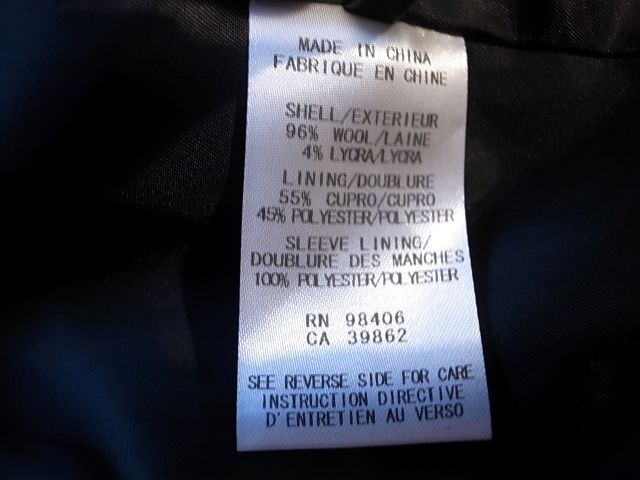 MADE IN CHINA
FABRIQUE EN CHINE
SHELL/EXTERIEUR
96% WOOL/LAINE
4% LYCRA/LYCRA
LINING/DOUBLURE
55% CUPRO/CUPRO
45% POLYESTER/POLYESTER
SLEEVE LINING/
DOUBLURE DES MANCHES
100% POLYESTER/POLYESTER
RN 98406
CA 39862
SEE REVERSE SIDE FOR CARE
INSTRUCTION DIRECTIVE
D'ENTRETIEN AU VERSO